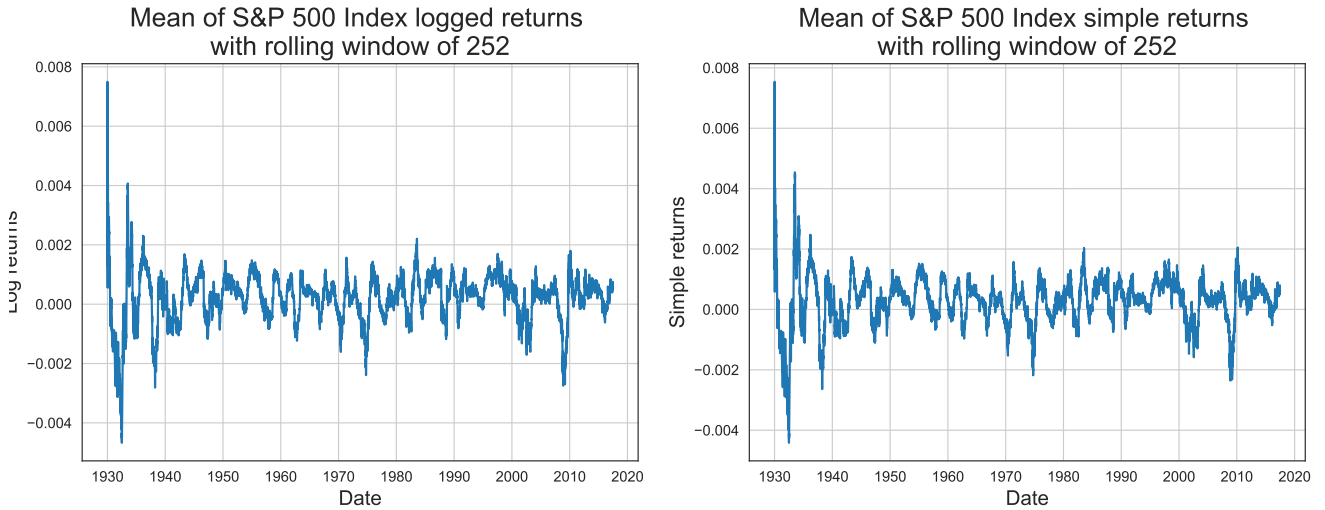 Mean of S&P 500 Index logged returns
with rolling window of 252
0.008
0.006
0.004
0.002
0.000
−0.002
−0.004
Log returns
1930 1940 1950 1960 1970 1980 1990 2000 2010 2020
Date
Mean of S&P 500 Index simple returns
with rolling window of 252
0.008
0.006
0.004
0.002
0.000
−0.002
−0.004
Simple returns
1930 1940 1950 1960 1970 1980 1990 2000 2010 2020
Date